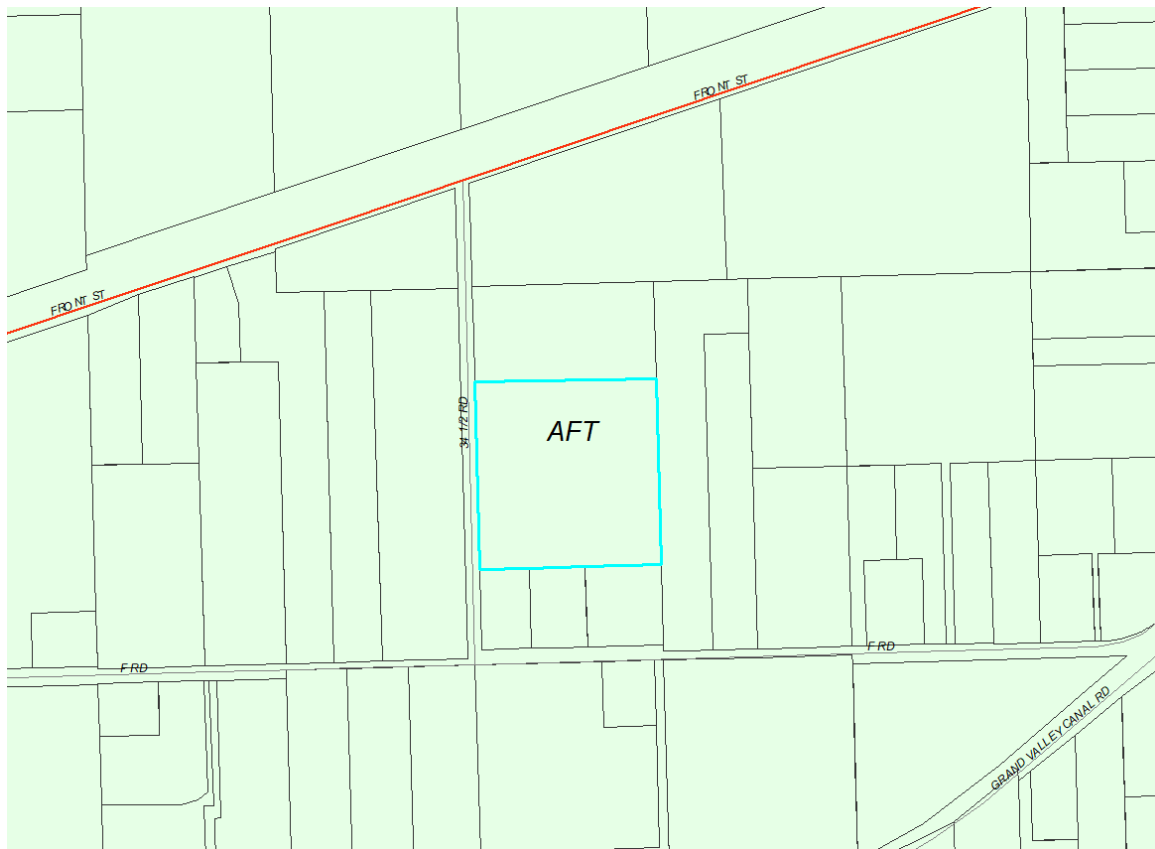 FRONT ST
FRONT ST
34 1/2 RD
AFT
F RD
F RD
GRAND VALLEY CANAL RD